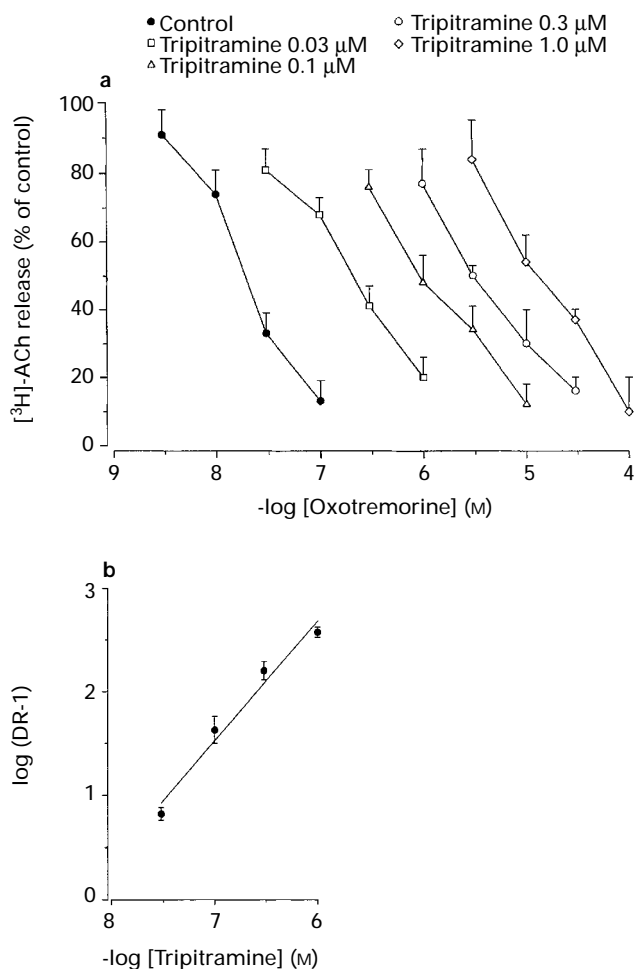 ● Control
□ Tripitramine 0.03 µM
△ Tripitramine 0.1 µM
○ Tripitramine 0.3 µM
◇ Tripitramine 1.0 µM
a
[³H]-ACh release (% of control)
100
80
60
40
20
0
9 8 7 6 5 4
-log [Oxotremorine] (M)
b
log (DR-1)
3
2
1
0
8 7 6
-log [Tripitramine] (M)